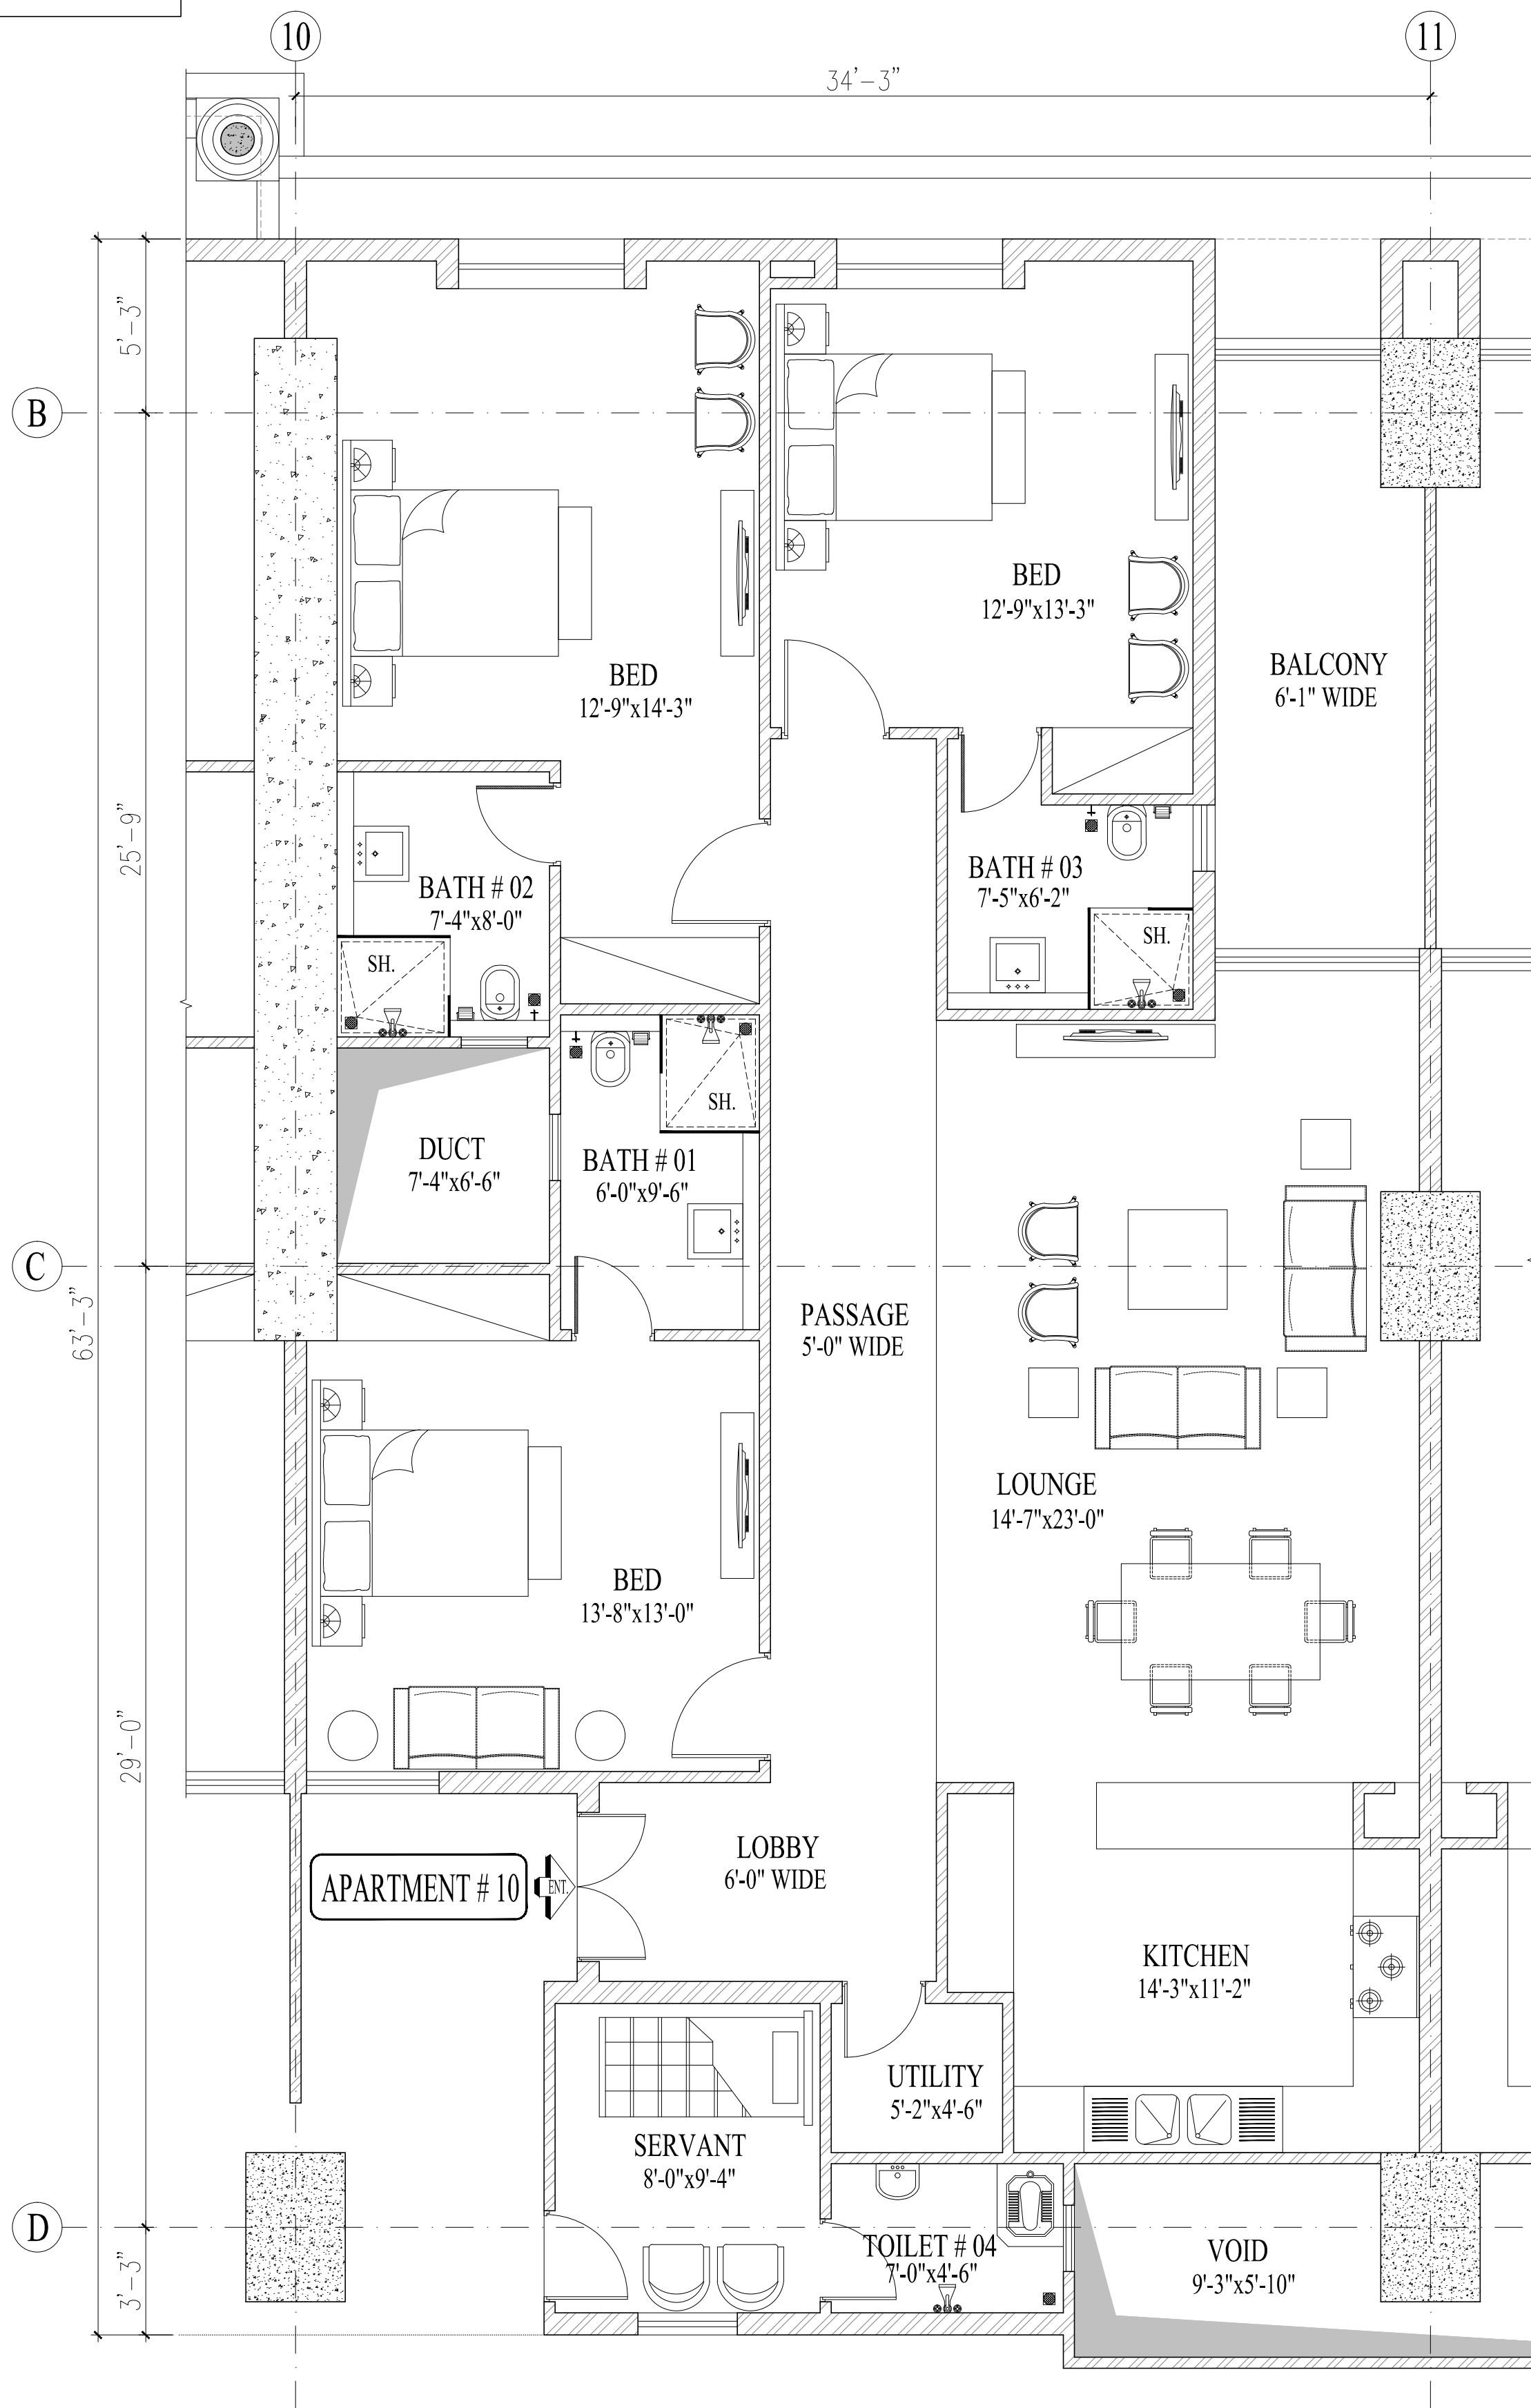 10
11
34'-3"
5'-3"
B
BED
12'-9"x13'-3"
BED
12'-9"x14'-3"
BALCONY
6'-1" WIDE
25'-9"
BATH # 02
7'-4"x8'-0"
BATH # 03
7'-5"x6'-2"
SH.
SH.
SH.
DUCT
7'-4"x6'-6"
BATH # 01
6'-0"x9'-6"
C
63'-3"
PASSAGE
5'-0" WIDE
LOUNGE
14'-7"x23'-0"
BED
13'-8"x13'-0"
29'-0"
LOBBY
6'-0" WIDE
APARTMENT # 10
ENT.
KITCHEN
14'-3"x11'-2"
UTILITY
5'-2"x4'-6"
SERVANT
8'-0"x9'-4"
D
TOILET # 04
7'-0"x4'-6"
VOID
9'-3"x5'-10"
3'-3"